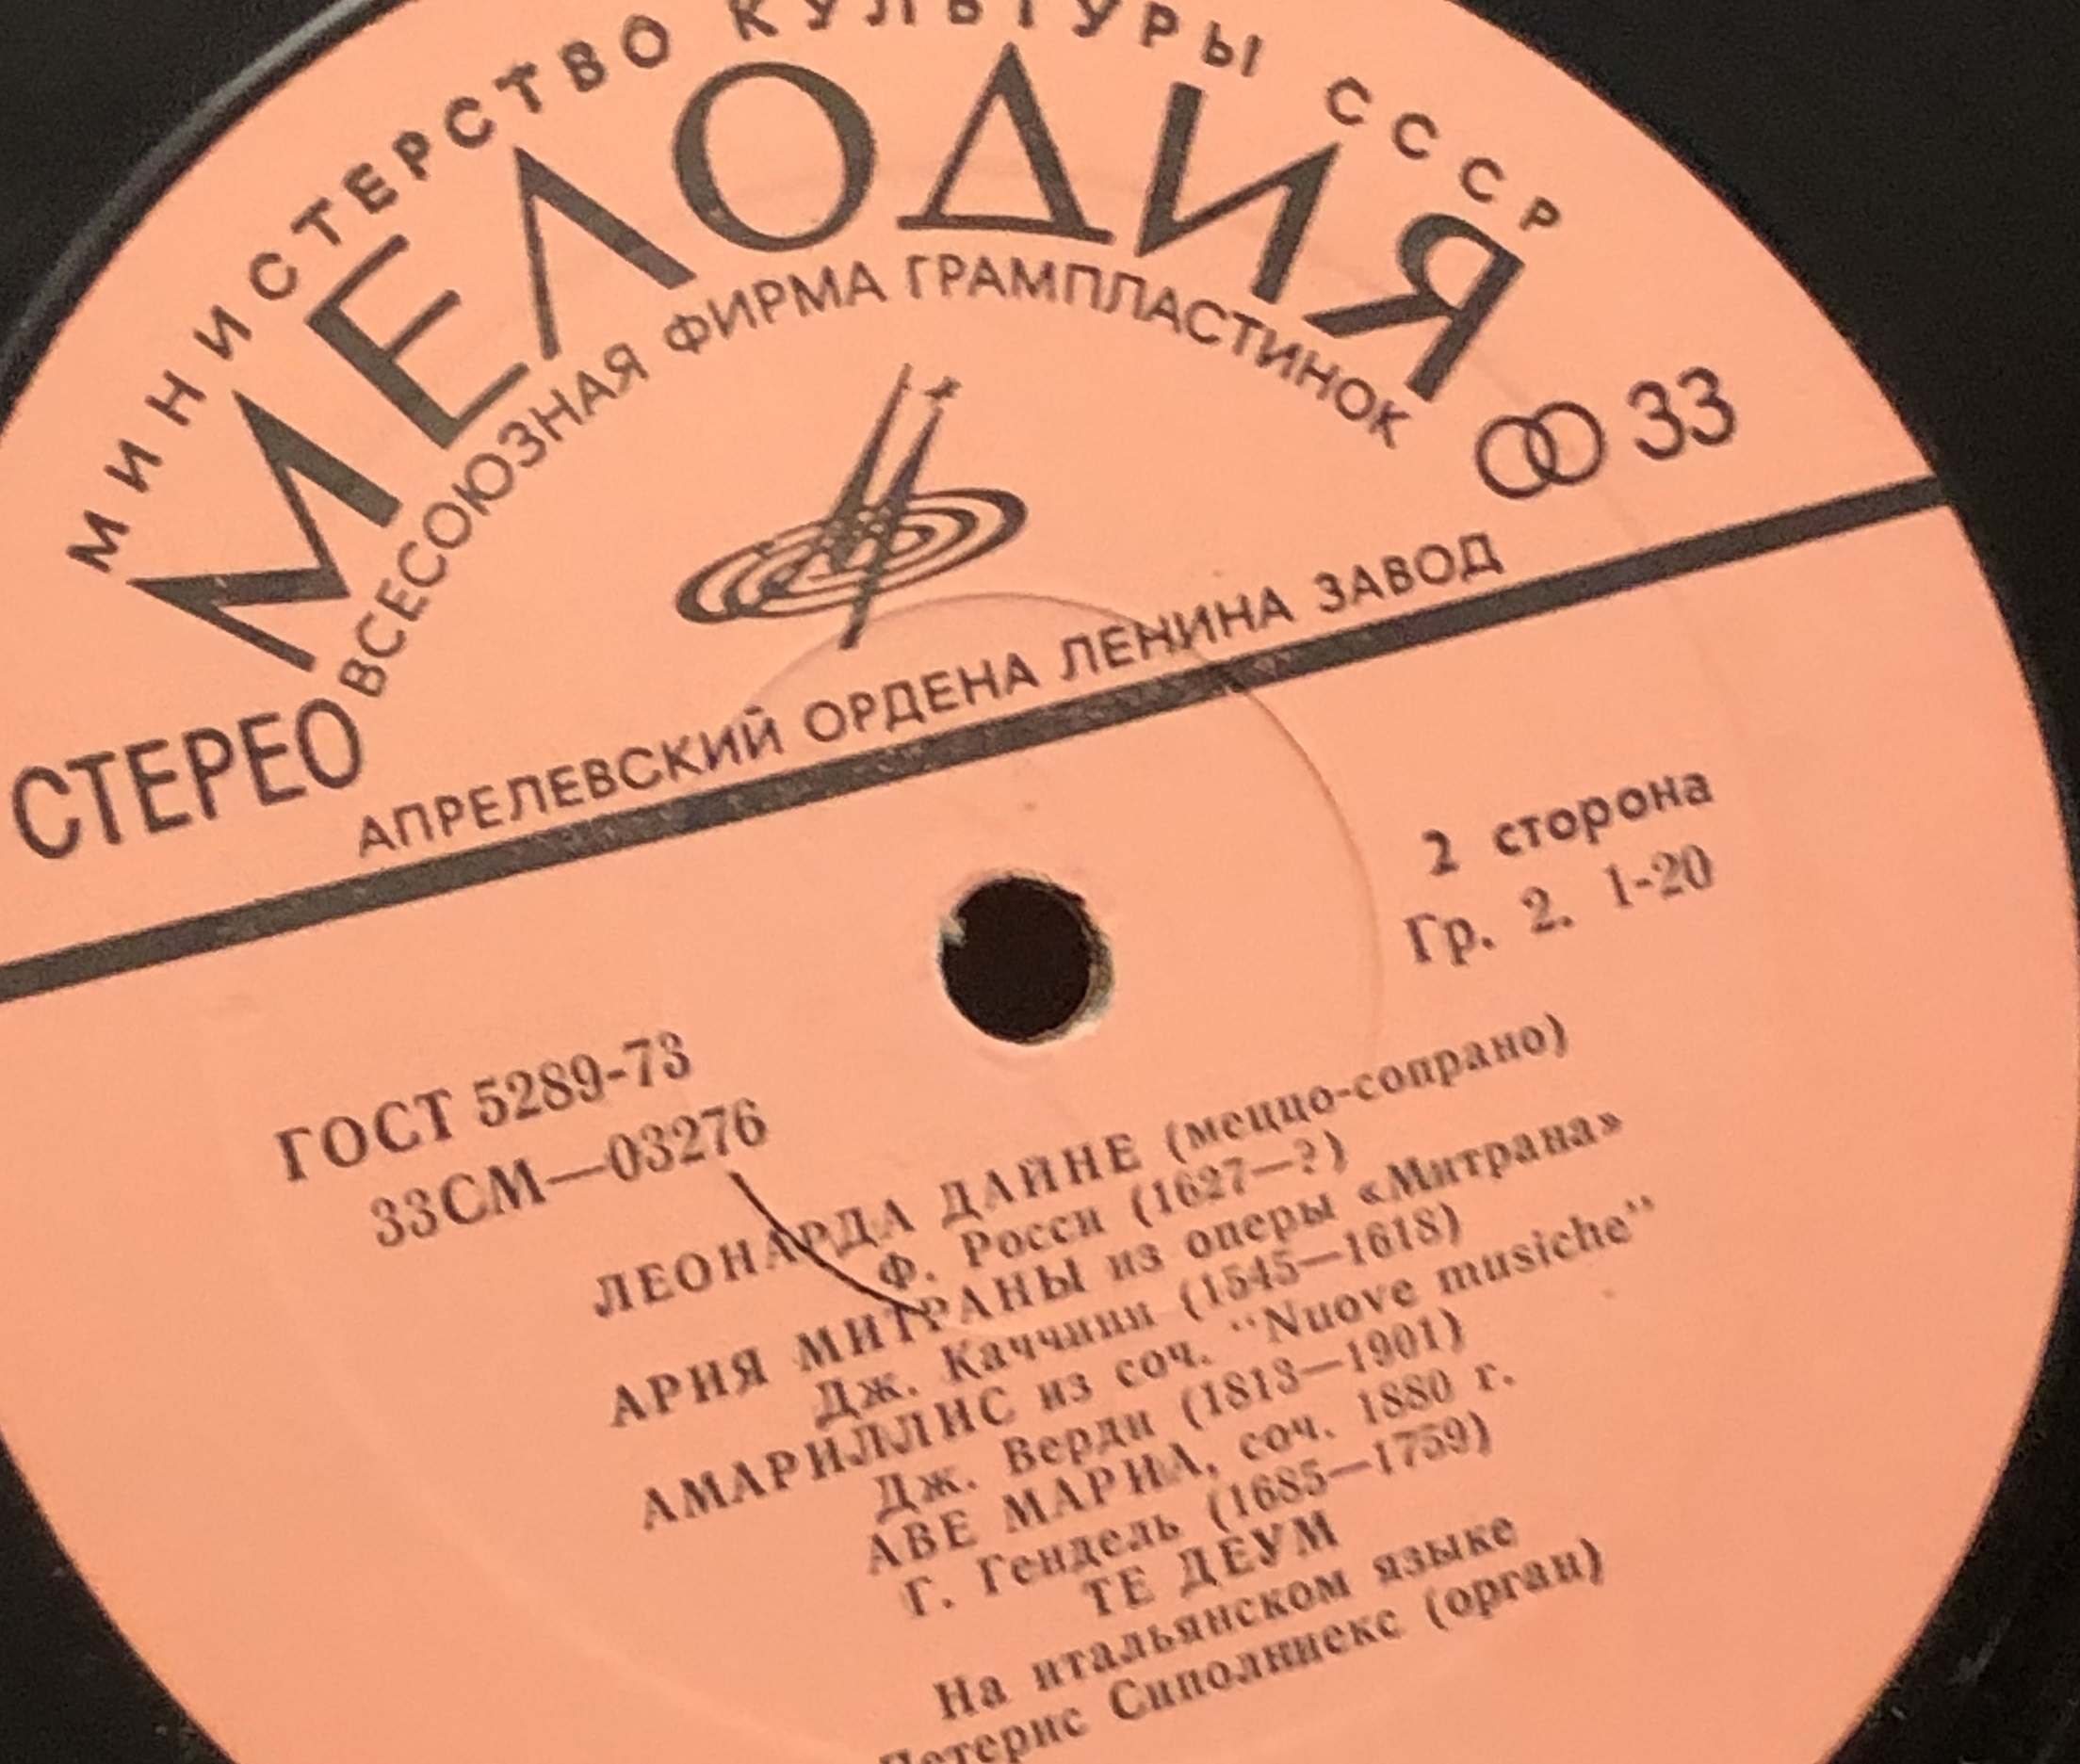 МИНИСТЕРСТВО КУЛЬТУРЫ СССР
МЕЛОДИЯ
ВСЕСОЮЗНАЯ ФИРМА ГРАМПЛАСТИНОК
33
СТЕРЕО
АПРЕЛЕВСКИЙ ОРДЕНА ЛЕНИНА ЗАВОД
2 сторона
Гр. 2. 1-20
ГОСТ 5289-73
33СМ—03276
ЛЕОНАРДА ДАЙНЕ (меццо-сопрано)
Ф. Росси (1627—?)
АРИЯ МИТРАНЫ из оперы «Митрана»
Дж. Каччини (1545—1618)
АМАРИЛЛИС из соч. “Nuove musiche”
Дж. Верди (1813—1901)
АВЕ МАРИА, соч. 1880 г.
Г. Гендель (1685—1759)
ТЕ ДЕУМ
На итальянском языке
Петерис Сиполниекс (орган)